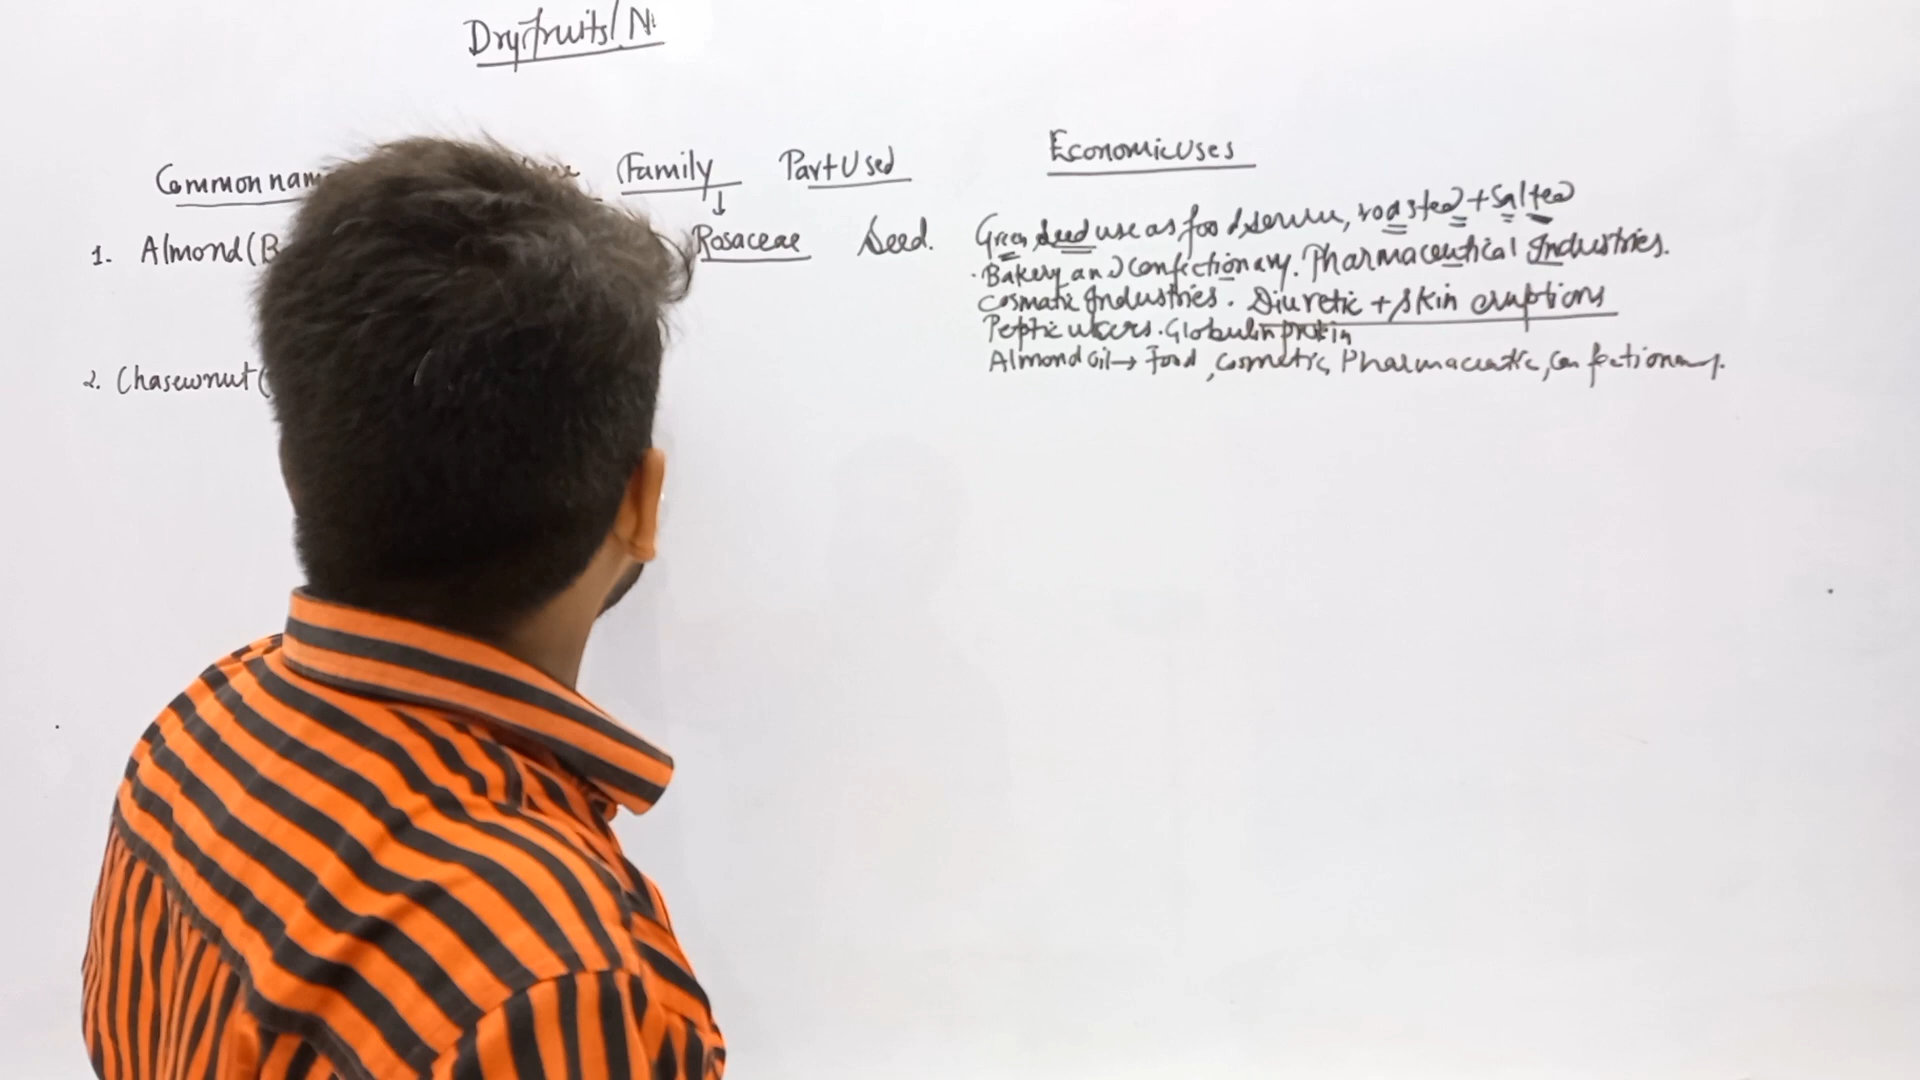 Dryfruits/N
Common nam Family Part Used Economic Uses
1. Almond(B Rosaceae Seed. Green seed use as food, roasted + Salted
. Bakery and Confectionary. Pharmaceutical Industries.
Cosmatic Industries. Diuretic + skin eruptions
Peptic ulcers. Globulin protin
Almond oil → Food, Cosmetic, Pharmaceutic, Confectionary.
2. Chasewnut(